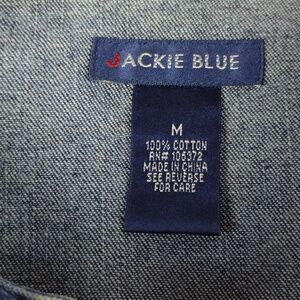 JACKIE BLUE
M
100% COTTON
RN# 106372
MADE IN CHINA
SEE REVERSE
FOR CARE